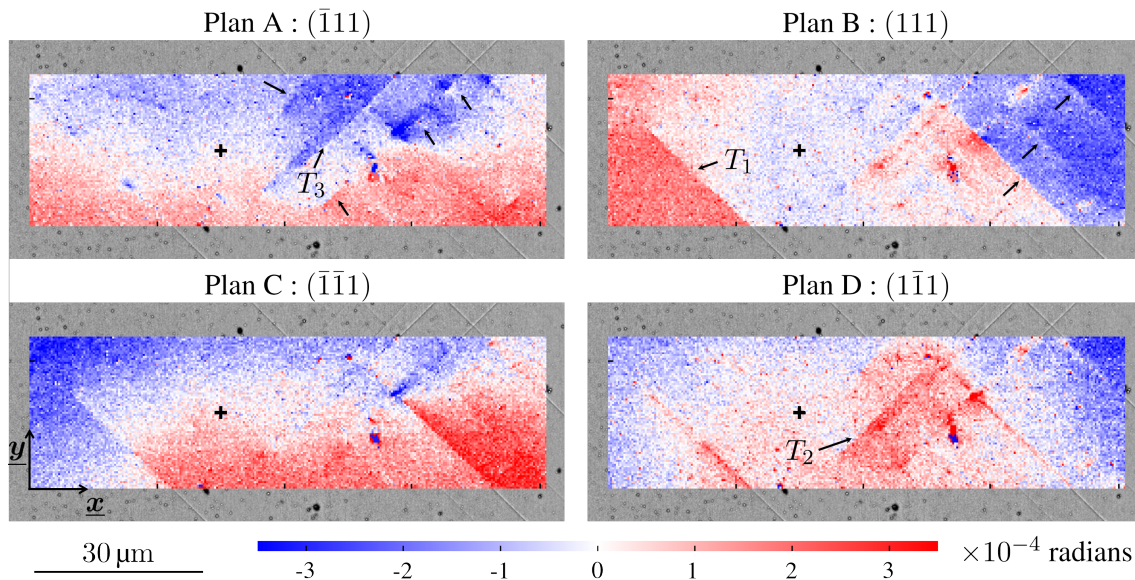 Plan A : (1̄11) Plan B : (111)
T₃ T₁
Plan C : (1̄1̄1) Plan D : (11̄1)
y
x T₂
30 μm -3 -2 -1 0 1 2 3 ×10⁻⁴ radians